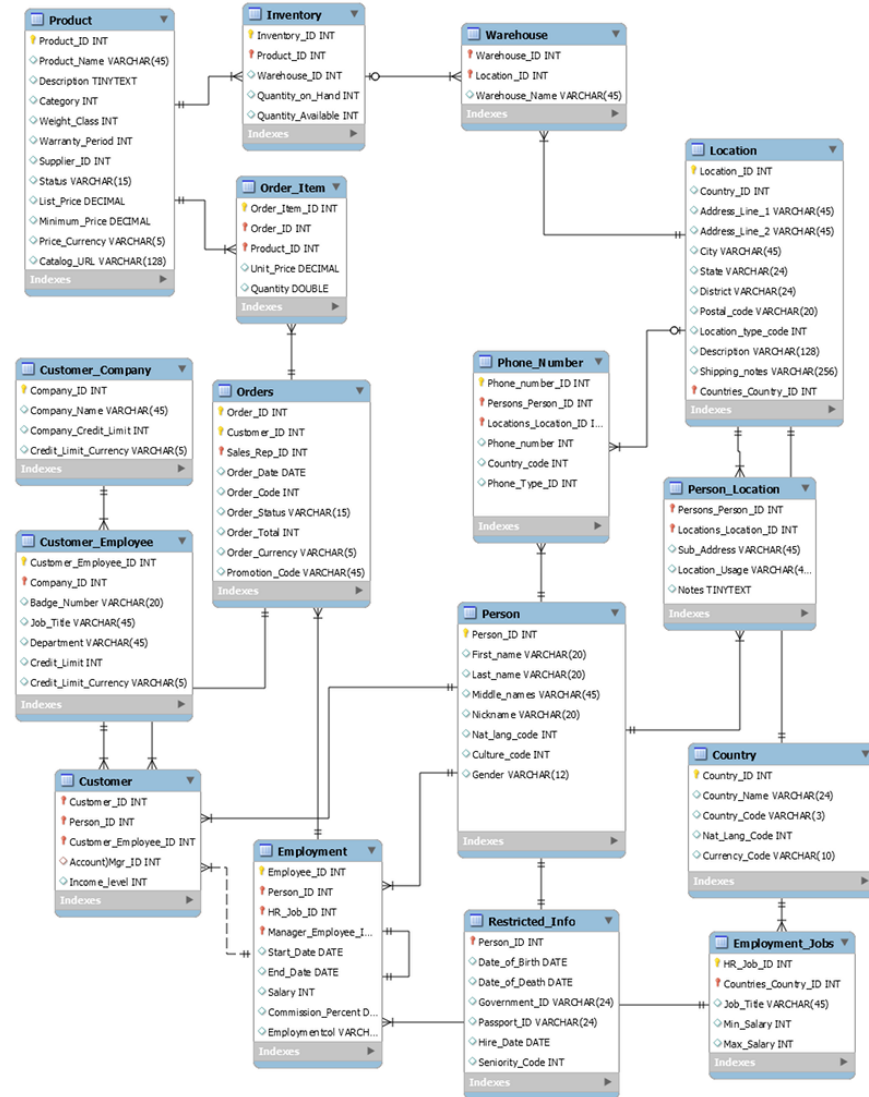 Product
Product_ID INT
Product_Name VARCHAR(45)
Description TINYTEXT
Category INT
Weight_Class INT
Warranty_Period INT
Supplier_ID INT
Status VARCHAR(15)
List_Price DECIMAL
Minimum_Price DECIMAL
Price_Currency VARCHAR(5)
Catalog_URL VARCHAR(128)
Indexes
Inventory
Inventory_ID INT
Product_ID INT
Warehouse_ID INT
Quantity_on_Hand INT
Quantity_Available INT
Indexes
Warehouse
Warehouse_ID INT
Location_ID INT
Warehouse_Name VARCHAR(45)
Indexes
Location
Location_ID INT
Country_ID INT
Address_Line_1 VARCHAR(45)
Address_Line_2 VARCHAR(45)
City VARCHAR(45)
State VARCHAR(24)
District VARCHAR(24)
Postal_code VARCHAR(20)
Location_type_code INT
Description VARCHAR(128)
Shipping_notes VARCHAR(256)
Countries_Country_ID INT
Indexes
Order_Item
Order_Item_ID INT
Order_ID INT
Product_ID INT
Unit_Price DECIMAL
Quantity DOUBLE
Indexes
Customer_Company
Company_ID INT
Company_Name VARCHAR(45)
Company_Credit_Limit INT
Credit_Limit_Currency VARCHAR(5)
Indexes
Orders
Order_ID INT
Customer_ID INT
Sales_Rep_ID INT
Order_Date DATE
Order_Code INT
Order_Status VARCHAR(15)
Order_Total INT
Order_Currency VARCHAR(5)
Promotion_Code VARCHAR(45)
Indexes
Phone_Number
Phone_number_ID INT
Persons_Person_ID INT
Locations_Location_ID I...
Phone_number INT
Country_code INT
Phone_Type_ID INT
Indexes
Person_Location
Persons_Person_ID INT
Locations_Location_ID INT
Sub_Address VARCHAR(45)
Location_Usage VARCHAR(4...
Notes TINYTEXT
Indexes
Customer_Employee
Customer_Employee_ID INT
Company_ID INT
Badge_Number VARCHAR(20)
Job_Title VARCHAR(45)
Department VARCHAR(45)
Credit_Limit INT
Credit_Limit_Currency VARCHAR(5)
Indexes
Person
Person_ID INT
First_name VARCHAR(20)
Last_name VARCHAR(20)
Middle_names VARCHAR(45)
Nickname VARCHAR(20)
Nat_lang_code INT
Culture_code INT
Gender VARCHAR(12)
Indexes
Country
Country_ID INT
Country_Name VARCHAR(24)
Country_Code VARCHAR(3)
Nat_Lang_Code INT
Currency_Code VARCHAR(10)
Indexes
Customer
Customer_ID INT
Person_ID INT
Customer_Employee_ID INT
Account)Mgr_ID INT
Income_level INT
Indexes
Employment
Employee_ID INT
Person_ID INT
HR_Job_ID INT
Manager_Employee_I...
Start_Date DATE
End_Date DATE
Salary INT
Commission_Percent D...
Employmentcol VARCH...
Indexes
Restricted_Info
Person_ID INT
Date_of_Birth DATE
Date_of_Death DATE
Government_ID VARCHAR(24)
Passport_ID VARCHAR(24)
Hire_Date DATE
Seniority_Code INT
Indexes
Employment_Jobs
HR_Job_ID INT
Countries_Country_ID INT
Job_Title VARCHAR(45)
Min_Salary INT
Max_Salary INT
Indexes